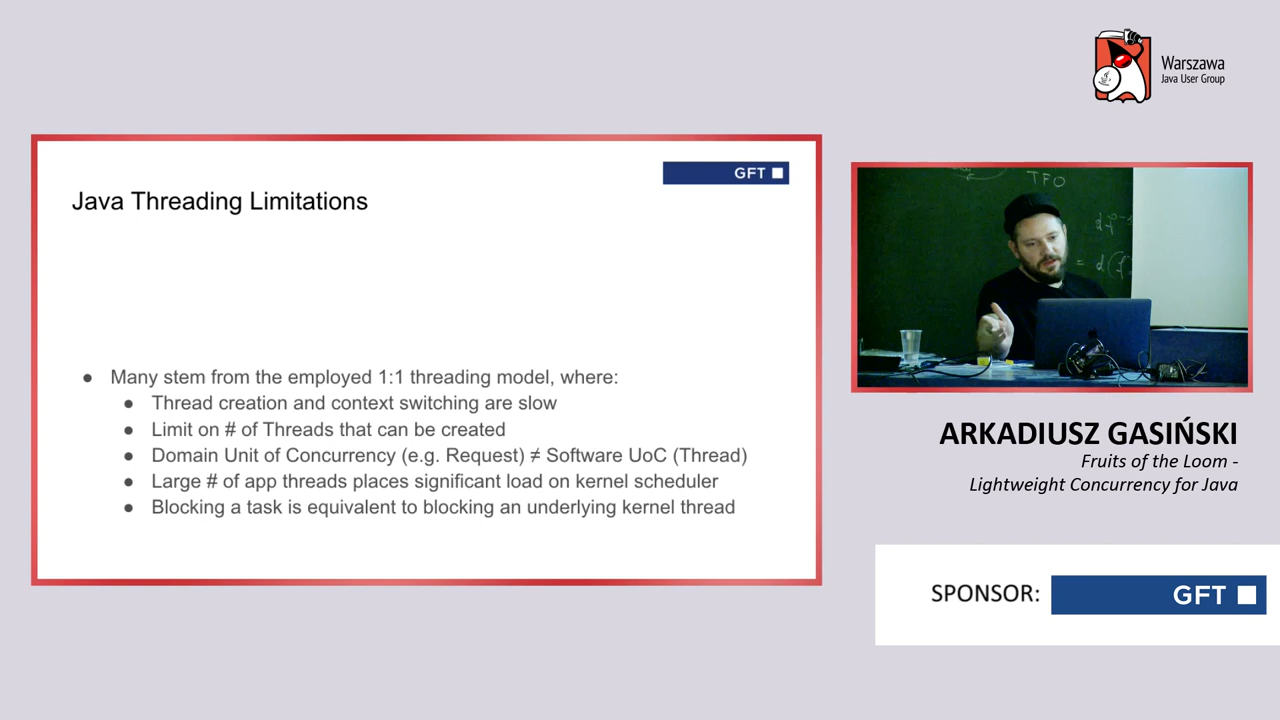 Warszawa
Java User Group
GFT
Java Threading Limitations
● Many stem from the employed 1:1 threading model, where:
● Thread creation and context switching are slow
● Limit on # of Threads that can be created
● Domain Unit of Concurrency (e.g. Request) ≠ Software UoC (Thread)
● Large # of app threads places significant load on kernel scheduler
● Blocking a task is equivalent to blocking an underlying kernel thread
TFO
ARKADIUSZ GASIŃSKI
Fruits of the Loom -
Lightweight Concurrency for Java
SPONSOR: GFT